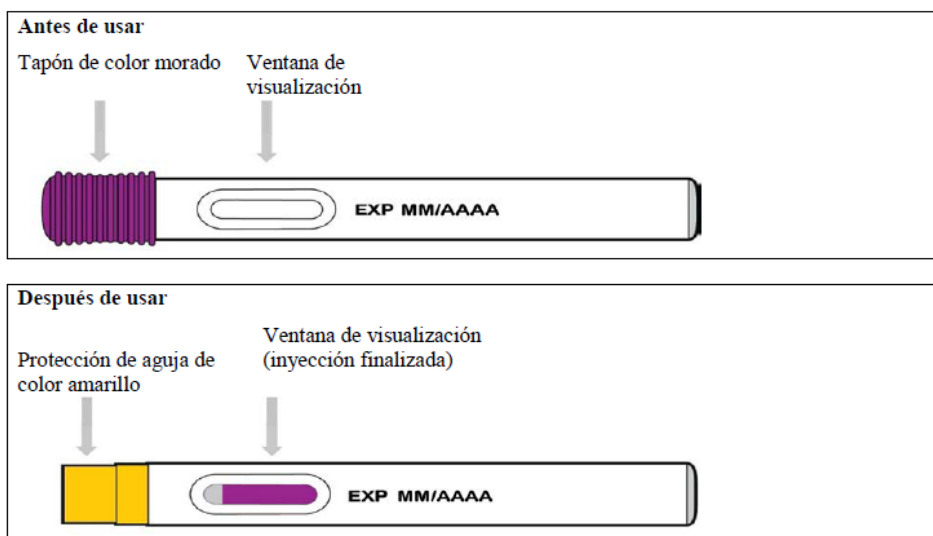 Antes de usar
Tapón de color morado
Ventana de
visualización
EXP MM/AAAA
Después de usar
Protección de aguja de
color amarillo
Ventana de visualización
(inyección finalizada)
EXP MM/AAAA